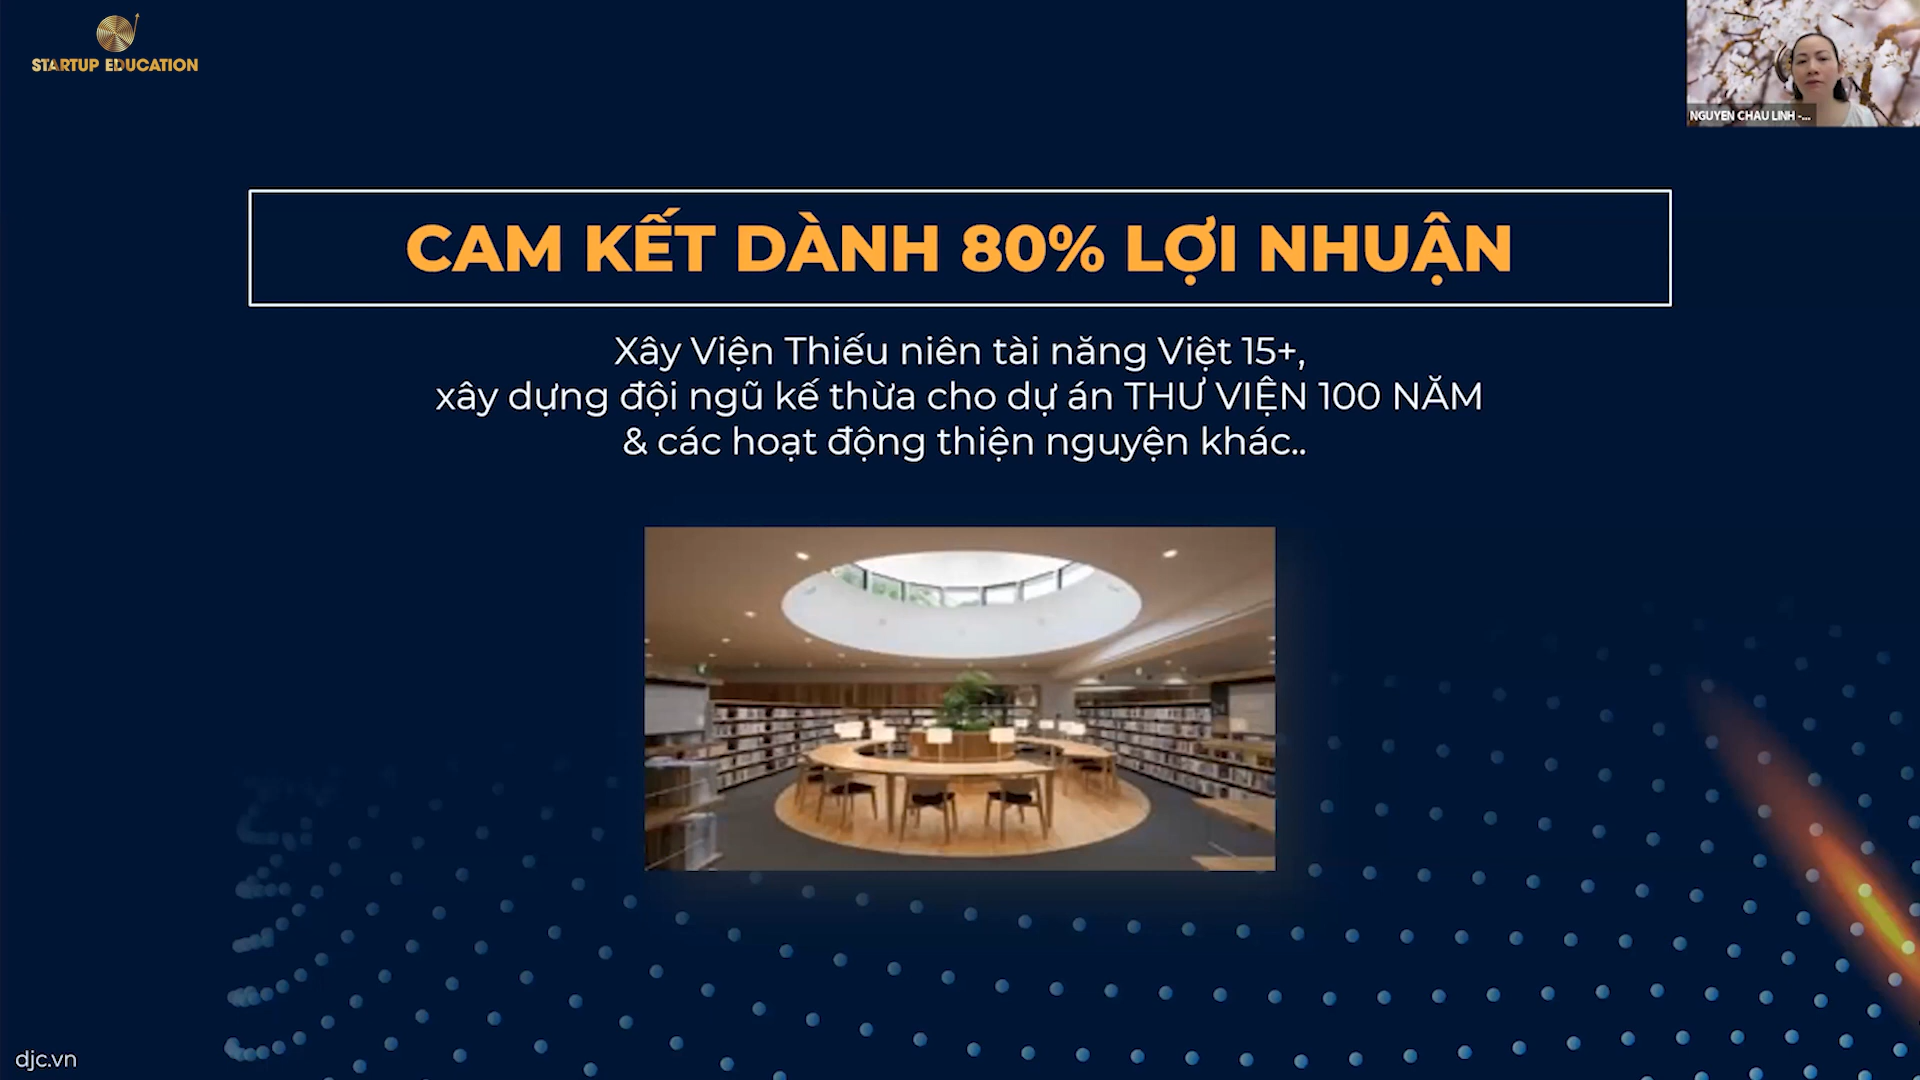 STARTUP EDUCATION
NGUYEN CHAU LINH -...
CAM KẾT DÀNH 80% LỢI NHUẬN
Xây Viện Thiếu niên tài năng Việt 15+,
xây dựng đội ngũ kế thừa cho dự án THƯ VIỆN 100 NĂM
& các hoạt động thiện nguyện khác..
djc.vn